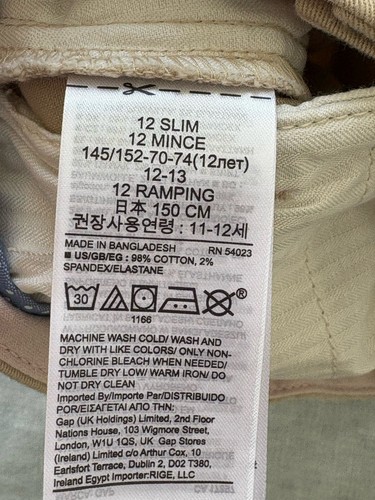 12 SLIM
12 MINCE
145/152-70-74(12лет)
12-13
12 RAMPING
日本 150 CM
권장사용연령 : 11-12세
MADE IN BANGLADESH RN 54023
■ US/GB/EG : 98% COTTON, 2%
SPANDEX/ELASTANE
30
®
1166
MACHINE WASH COLD/ WASH AND
DRY WITH LIKE COLORS/ ONLY NON-
CHLORINE BLEACH WHEN NEEDED/
TUMBLE DRY LOW/ WARM IRON/ DO
NOT DRY CLEAN
Imported By/Importe Par/DISTRIBUIDO
POR/ΕΙΣΑΓΕΤΑΙ ΑΠΟ ΤΗΝ:
Gap (UK Holdings) Limited, 2nd Floor
Nations House, 103 Wigmore Street,
London, W1U 1QS, UK Gap Stores
(Ireland) Limited c/o Arthur Cox, 10
Earlsfort Terrace, Dublin 2, D02 T380,
Ireland Egypt Importer:RIGE, LLC